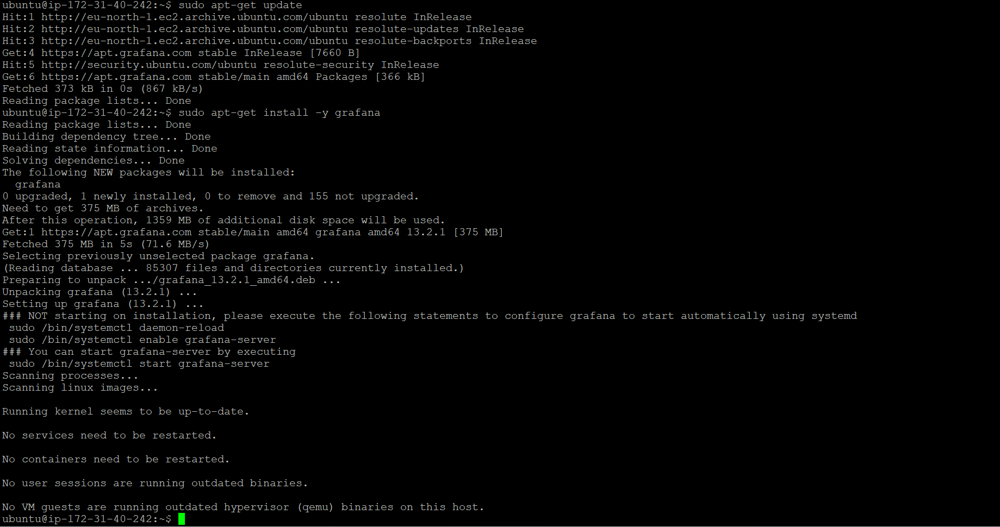 ubuntu@ip-172-31-40-242:~$ sudo apt-get update
Hit:1 http://eu-north-1.ec2.archive.ubuntu.com/ubuntu resolute InRelease
Hit:2 http://eu-north-1.ec2.archive.ubuntu.com/ubuntu resolute-updates InRelease
Hit:3 http://eu-north-1.ec2.archive.ubuntu.com/ubuntu resolute-backports InRelease
Get:4 https://apt.grafana.com stable InRelease [7660 B]
Hit:5 http://security.ubuntu.com/ubuntu resolute-security InRelease
Get:6 https://apt.grafana.com stable/main amd64 Packages [366 kB]
Fetched 373 kB in 0s (867 kB/s)
Reading package lists... Done
ubuntu@ip-172-31-40-242:~$ sudo apt-get install -y grafana
Reading package lists... Done
Building dependency tree... Done
Reading state information... Done
Solving dependencies... Done
The following NEW packages will be installed:
  grafana
0 upgraded, 1 newly installed, 0 to remove and 155 not upgraded.
Need to get 375 MB of archives.
After this operation, 1359 MB of additional disk space will be used.
Get:1 https://apt.grafana.com stable/main amd64 grafana amd64 13.2.1 [375 MB]
Fetched 375 MB in 5s (71.6 MB/s)
Selecting previously unselected package grafana.
(Reading database ... 85307 files and directories currently installed.)
Preparing to unpack .../grafana_13.2.1_amd64.deb ...
Unpacking grafana (13.2.1) ...
Setting up grafana (13.2.1) ...
### NOT starting on installation, please execute the following statements to configure grafana to start automatically using systemd
 sudo /bin/systemctl daemon-reload
 sudo /bin/systemctl enable grafana-server
### You can start grafana-server by executing
 sudo /bin/systemctl start grafana-server
Scanning processes...
Scanning linux images...

Running kernel seems to be up-to-date.

No services need to be restarted.

No containers need to be restarted.

No user sessions are running outdated binaries.

No VM guests are running outdated hypervisor (qemu) binaries on this host.
ubuntu@ip-172-31-40-242:~$